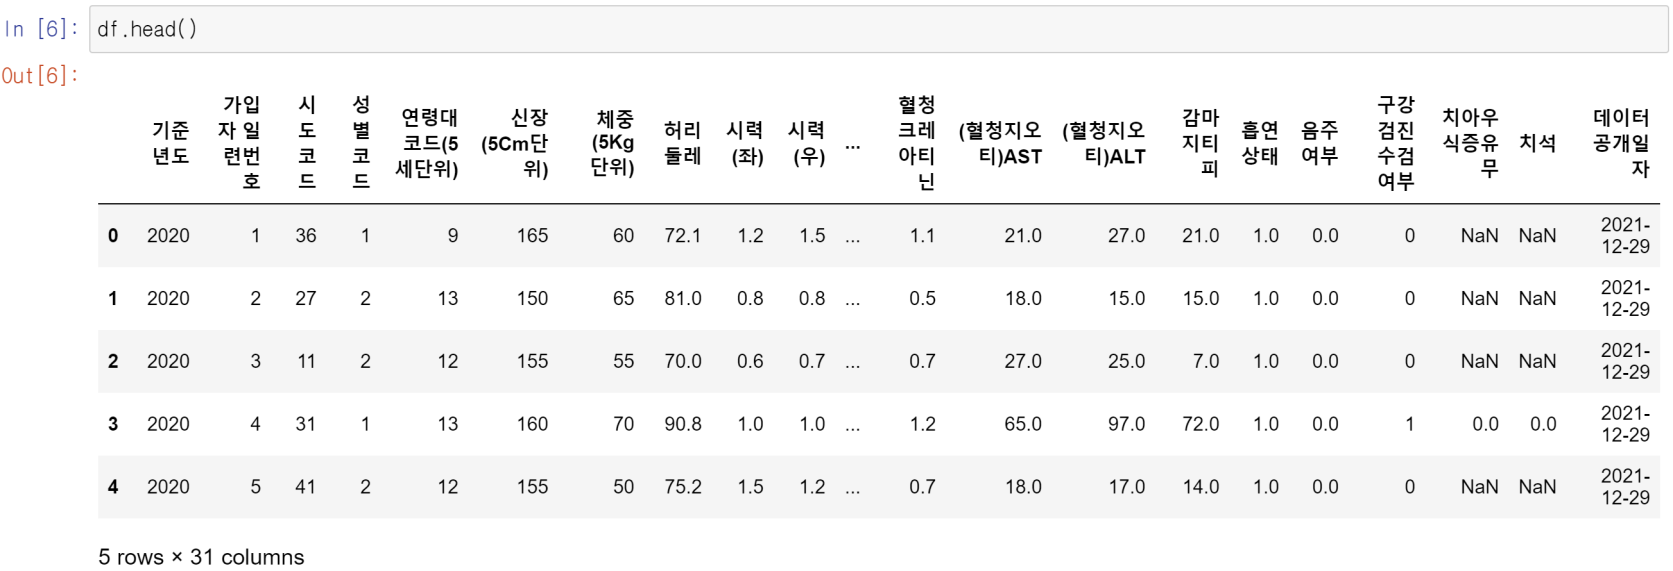 In [6]: df.head()
Out[6]:
기준년도 가입자 일련번호 시도코드 성별코드 연령대코드(5세단위) 신장(5Cm단위) 체중(5Kg단위) 허리둘레 시력(좌) 시력(우) ... 혈청크레아티닌 (혈청지오티)AST (혈청지오티)ALT 감마지티피 흡연상태 음주여부 구강검진수검여부 치아우식증유무 치석 데이터공개일자
0 2020 1 36 1 9 165 60 72.1 1.2 1.5 ... 1.1 21.0 27.0 21.0 1.0 0.0 0 NaN NaN 2021-12-29
1 2020 2 27 2 13 150 65 81.0 0.8 0.8 ... 0.5 18.0 15.0 15.0 1.0 0.0 0 NaN NaN 2021-12-29
2 2020 3 11 2 12 155 55 70.0 0.6 0.7 ... 0.7 27.0 25.0 7.0 1.0 0.0 0 NaN NaN 2021-12-29
3 2020 4 31 1 13 160 70 90.8 1.0 1.0 ... 1.2 65.0 97.0 72.0 1.0 0.0 1 0.0 0.0 2021-12-29
4 2020 5 41 2 12 155 50 75.2 1.5 1.2 ... 0.7 18.0 17.0 14.0 1.0 0.0 0 NaN NaN 2021-12-29
5 rows × 31 columns